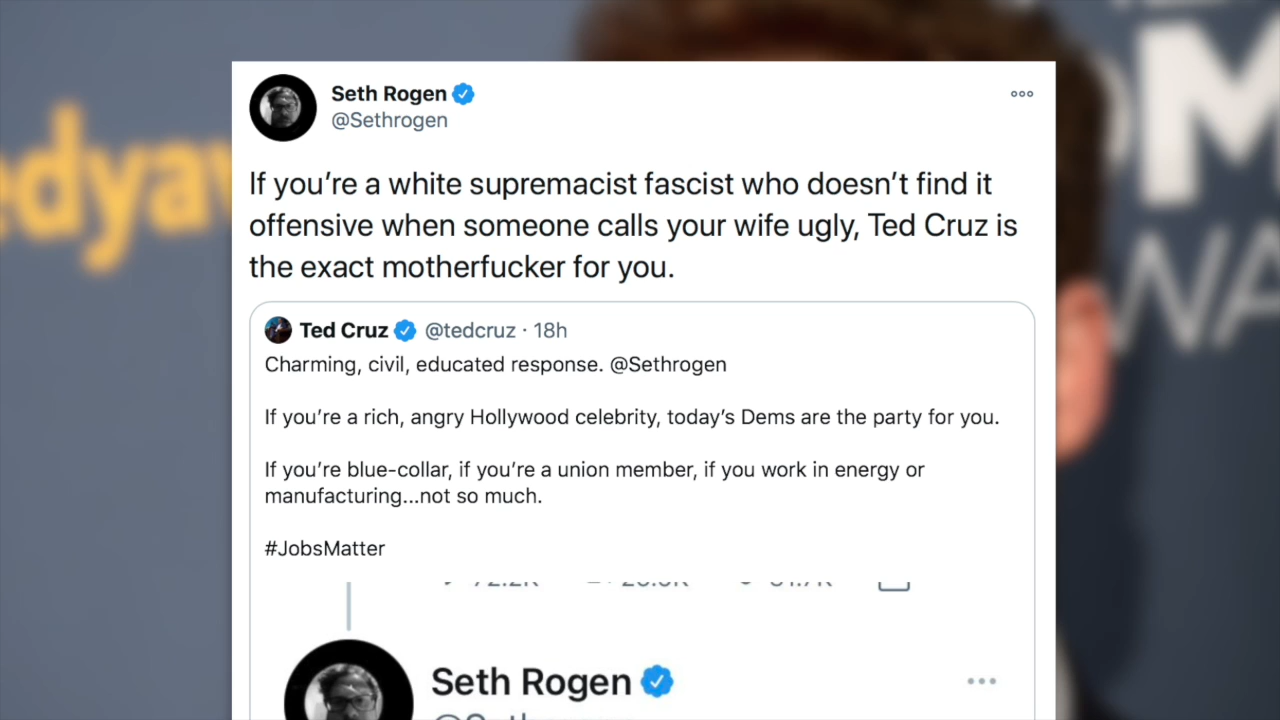 Seth Rogen
@Sethrogen
If you're a white supremacist fascist who doesn't find it
offensive when someone calls your wife ugly, Ted Cruz is
the exact motherfucker for you.
Ted Cruz @tedcruz · 18h
Charming, civil, educated response. @Sethrogen
If you're a rich, angry Hollywood celebrity, today's Dems are the party for you.
If you're blue-collar, if you're a union member, if you work in energy or
manufacturing...not so much.
#JobsMatter
Seth Rogen